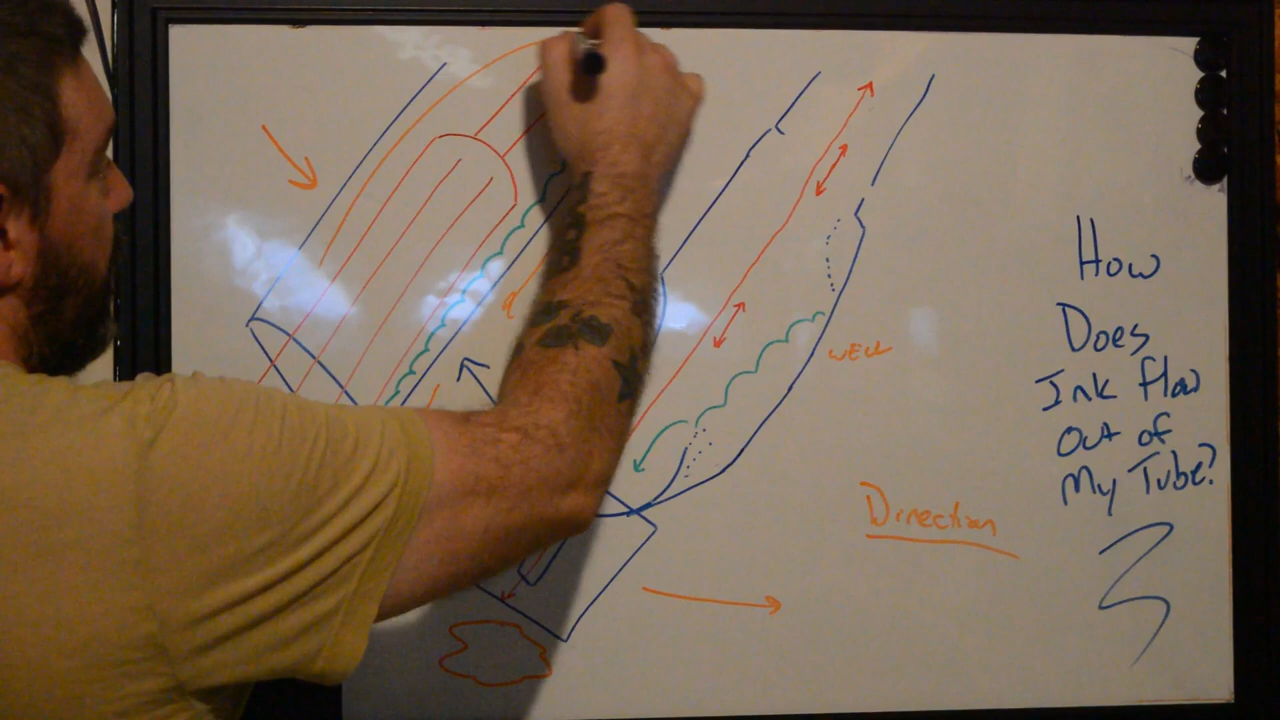 How
Does
Ink flow
Out of
My Tube?
WELL
Direction